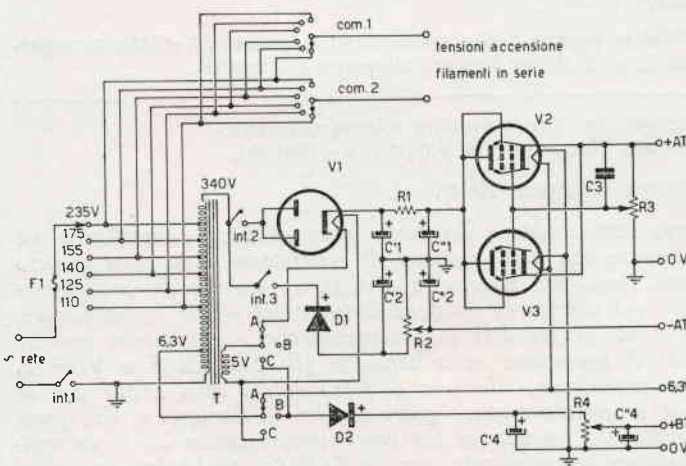 com.1
tensioni accensione
filamenti in serie
com.2
V2
V1
+AT
340V
R1
C3
R3
235V
int.2
175
155
C'1
C"1
140
0 V
125
int.3
V3
F1
110
C'2
C"2
D1
A
R2
-AT
6,3V
B
5V
C
∿ rete
6,3V
A
R4
C"4
int.1
T
B
+BT
C
D2
C'4
0V